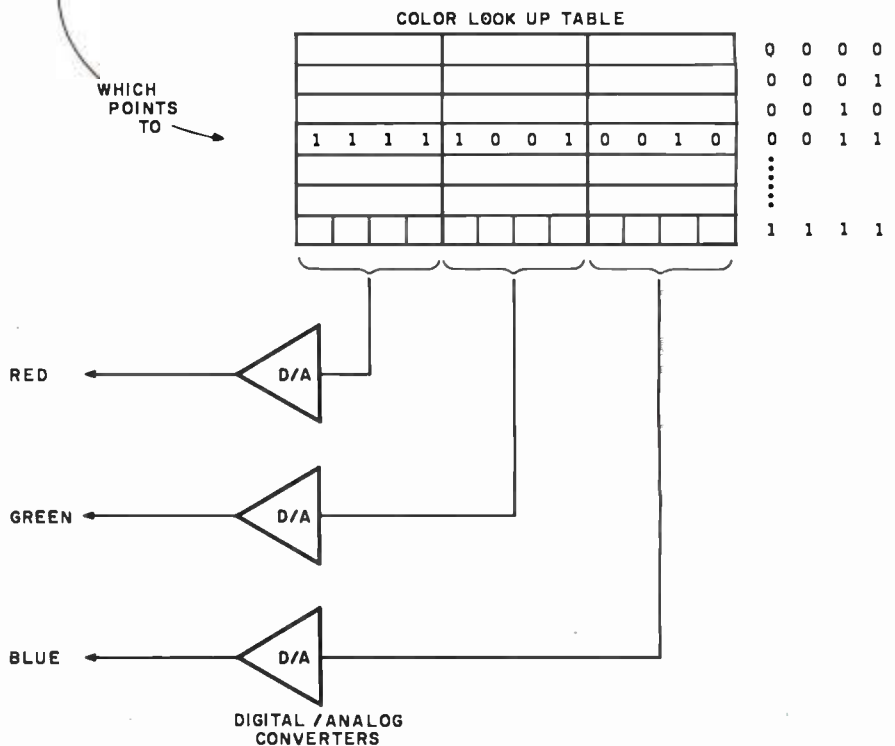 COLOR LOOK UP TABLE
0 0 0 0
0 0 0 1
WHICH
POINTS
TO
0 0 1 0
1 1 1 1 1 0 0 1 0 0 1 0 0 0 1 1
1 1 1 1
RED D/A
GREEN D/A
BLUE D/A
DIGITAL / ANALOG
CONVERTERS